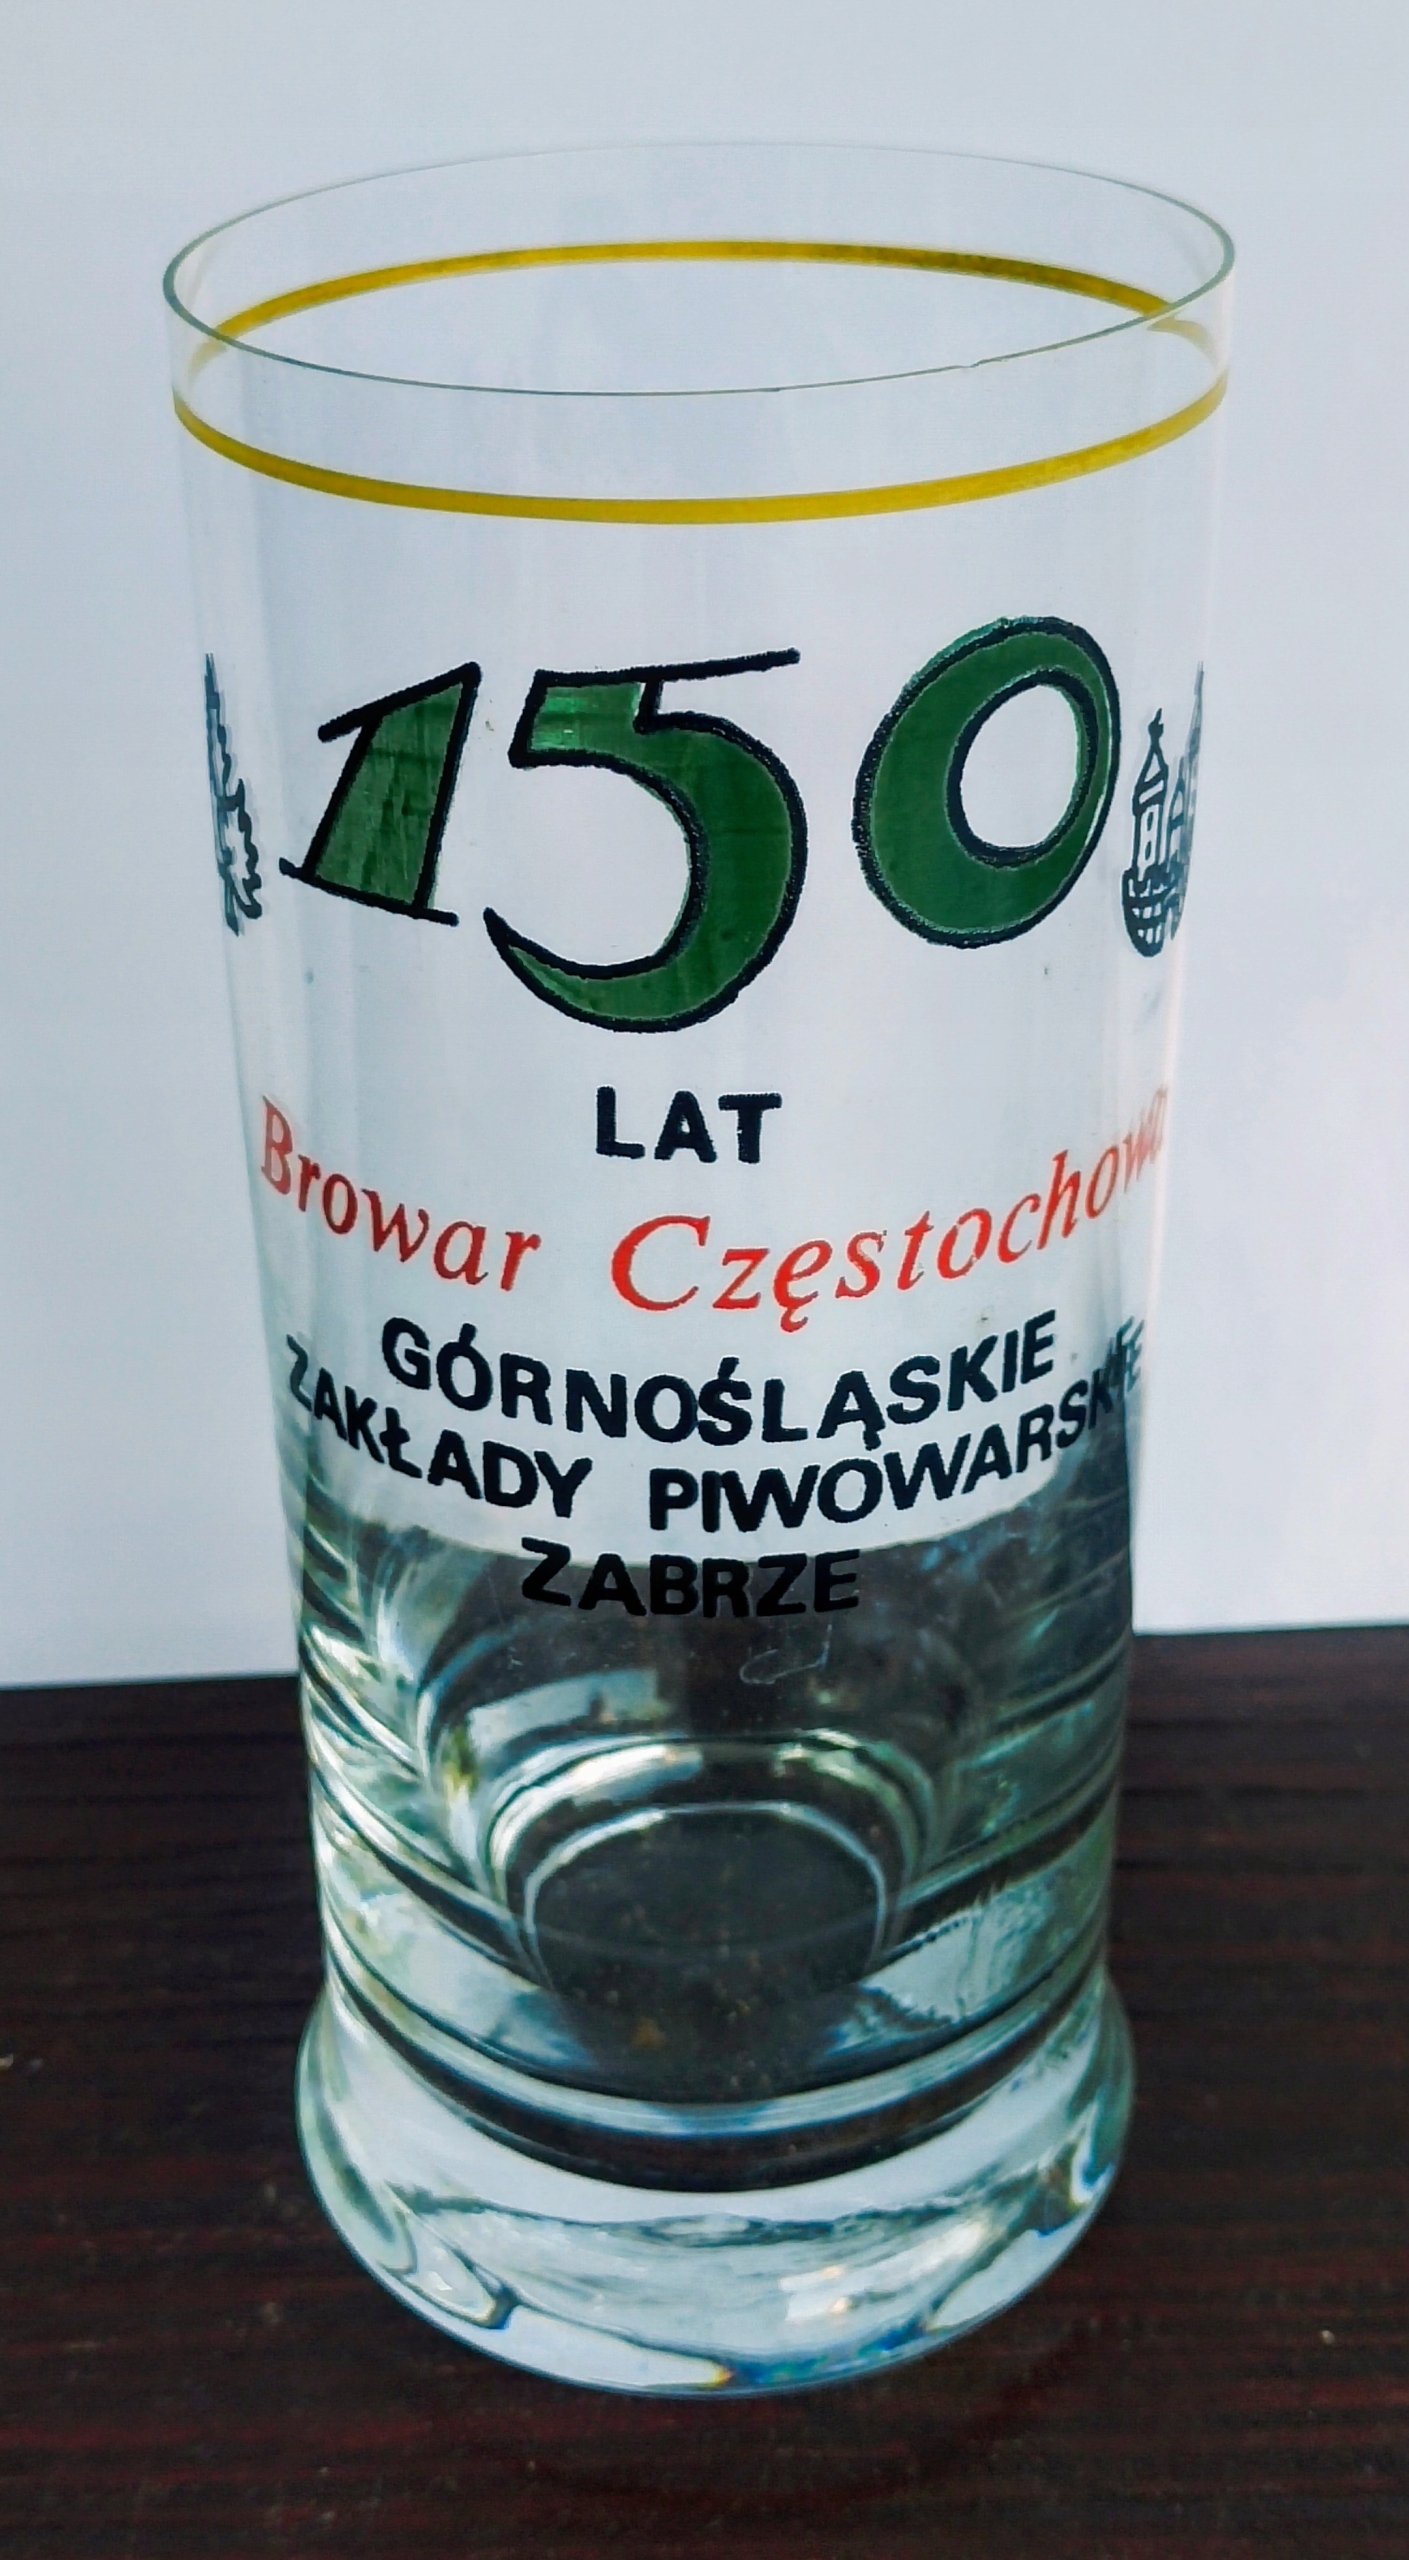 150
LAT
Browar Częstochowa
GÓRNOŚLĄSKIE
ZAKŁADY PIWOWARSKIE
ZABRZE